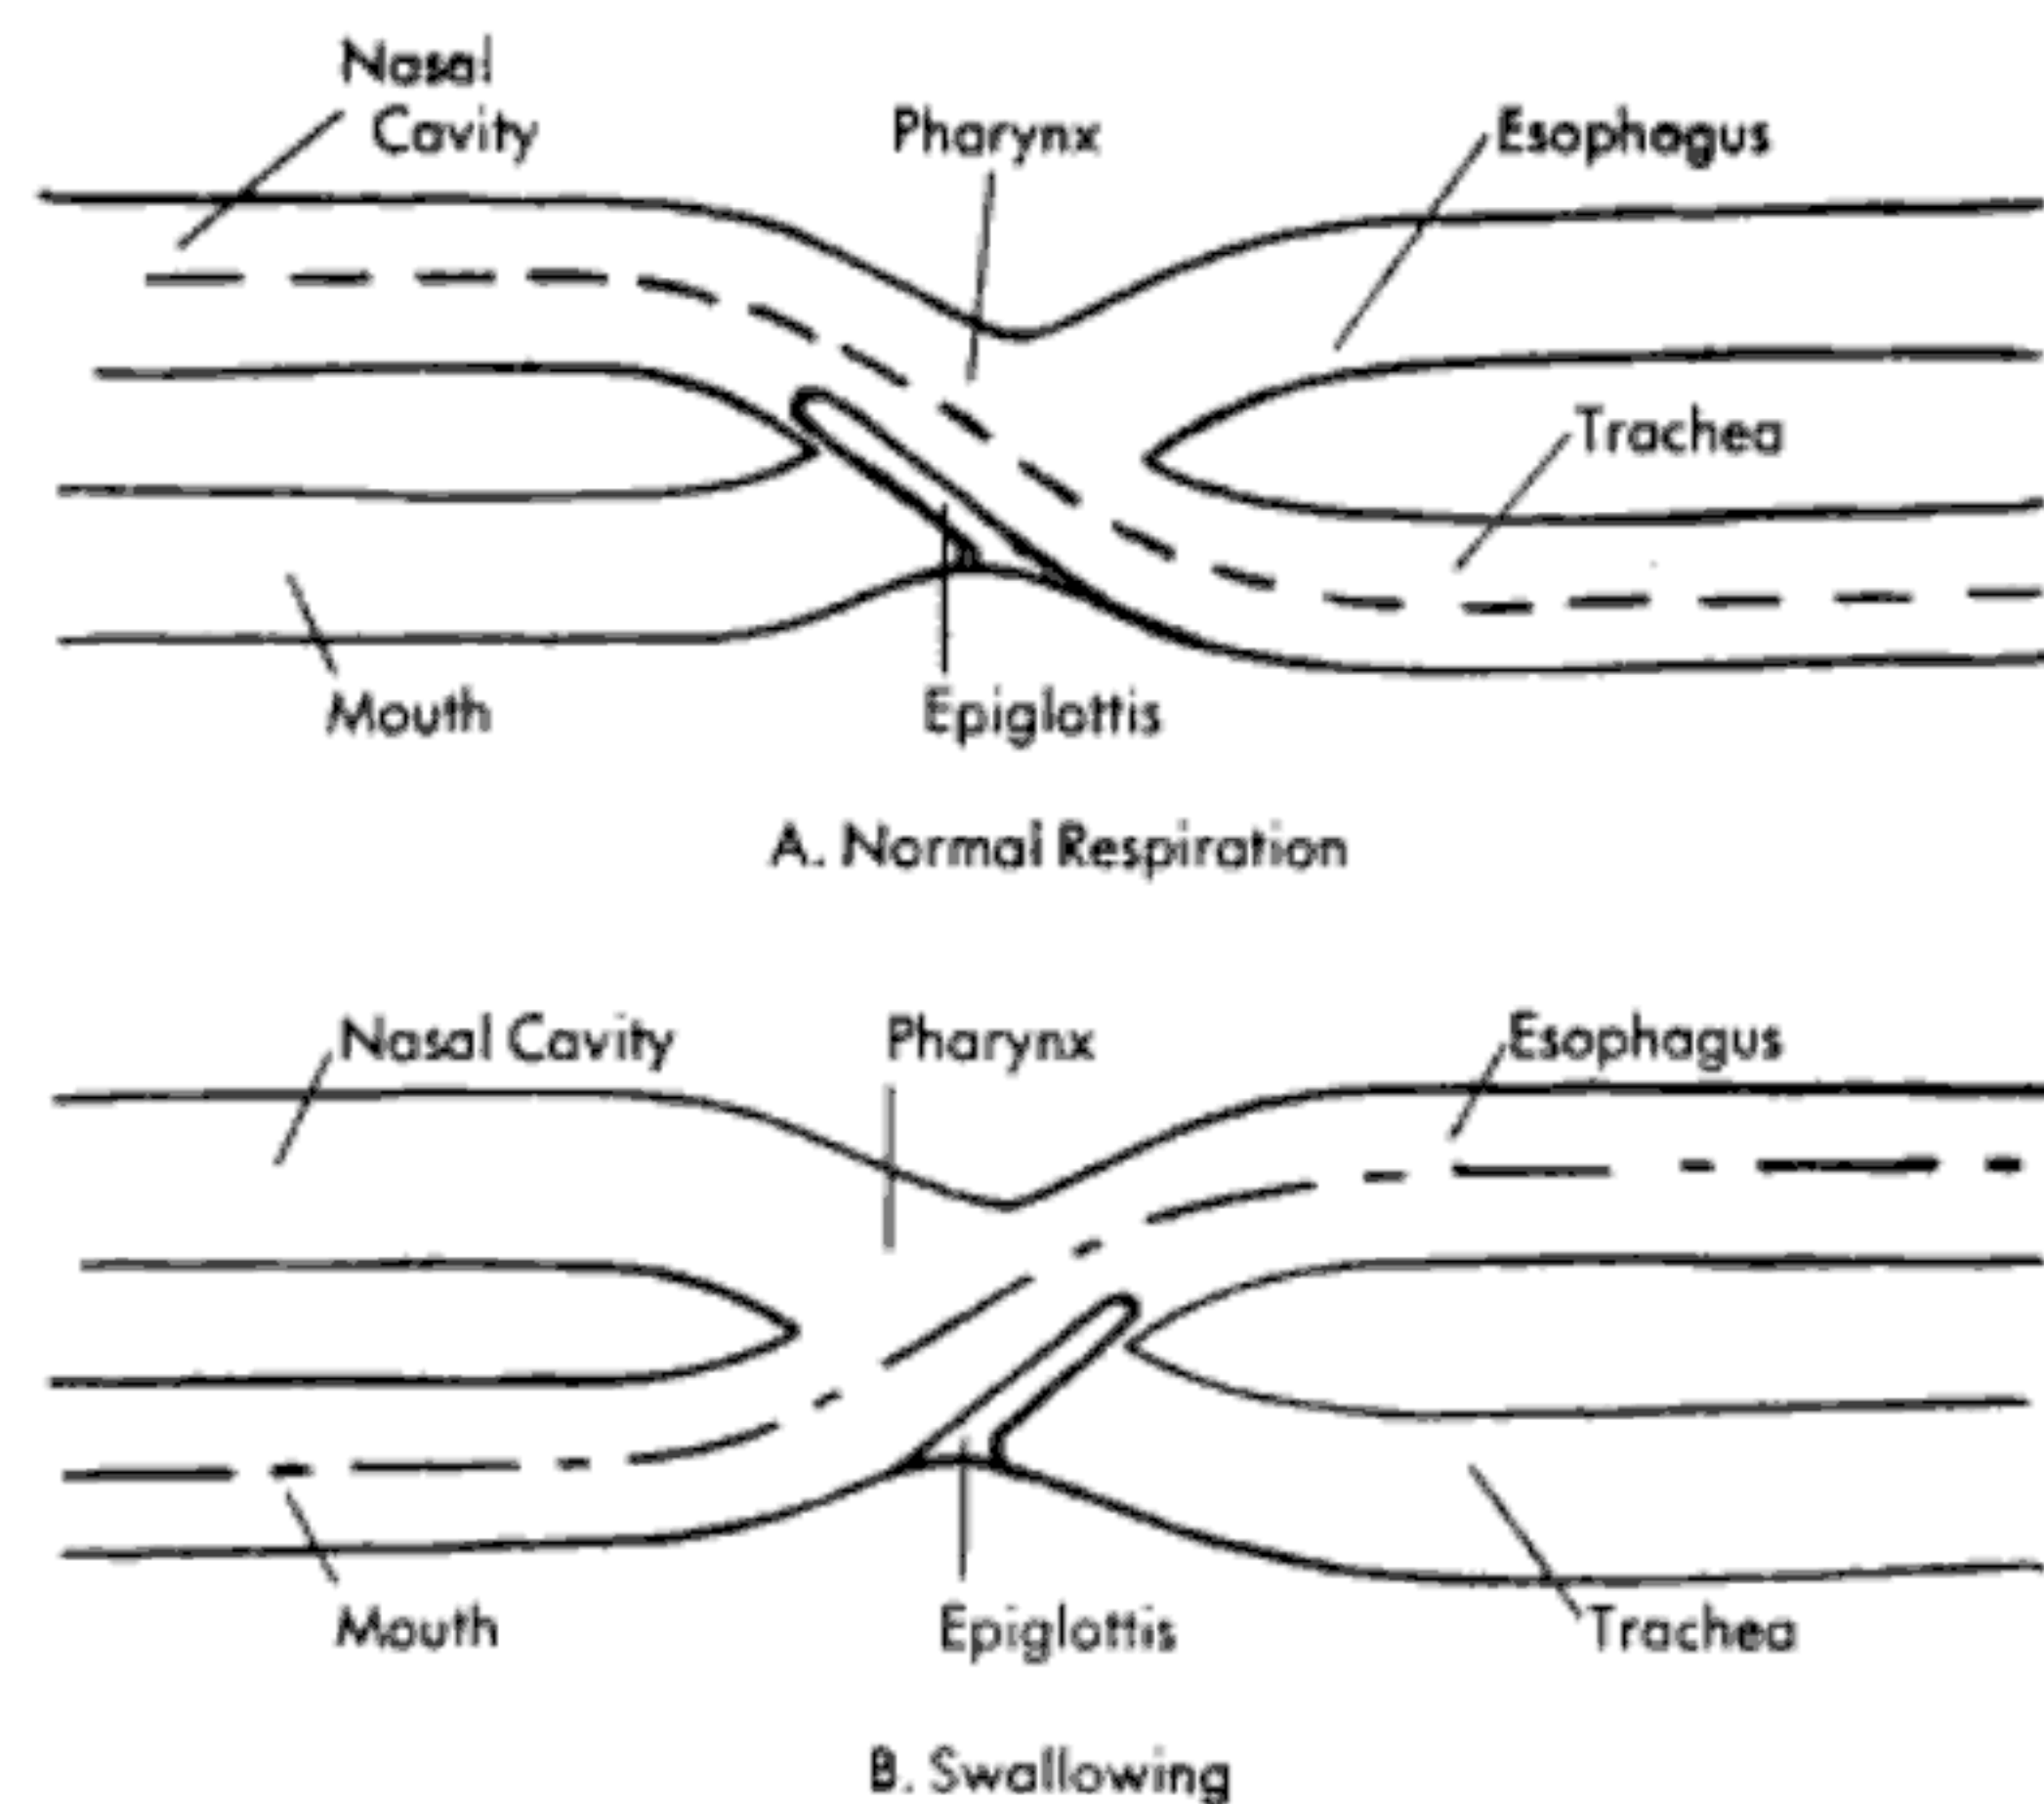 Nasal
Cavity
Pharynx
Esophagus
Trachea
Mouth
Epiglottis
A. Normal Respiration
Nasal Cavity
Pharynx
Esophagus
Mouth
Epiglottis
Trachea
B. Swallowing